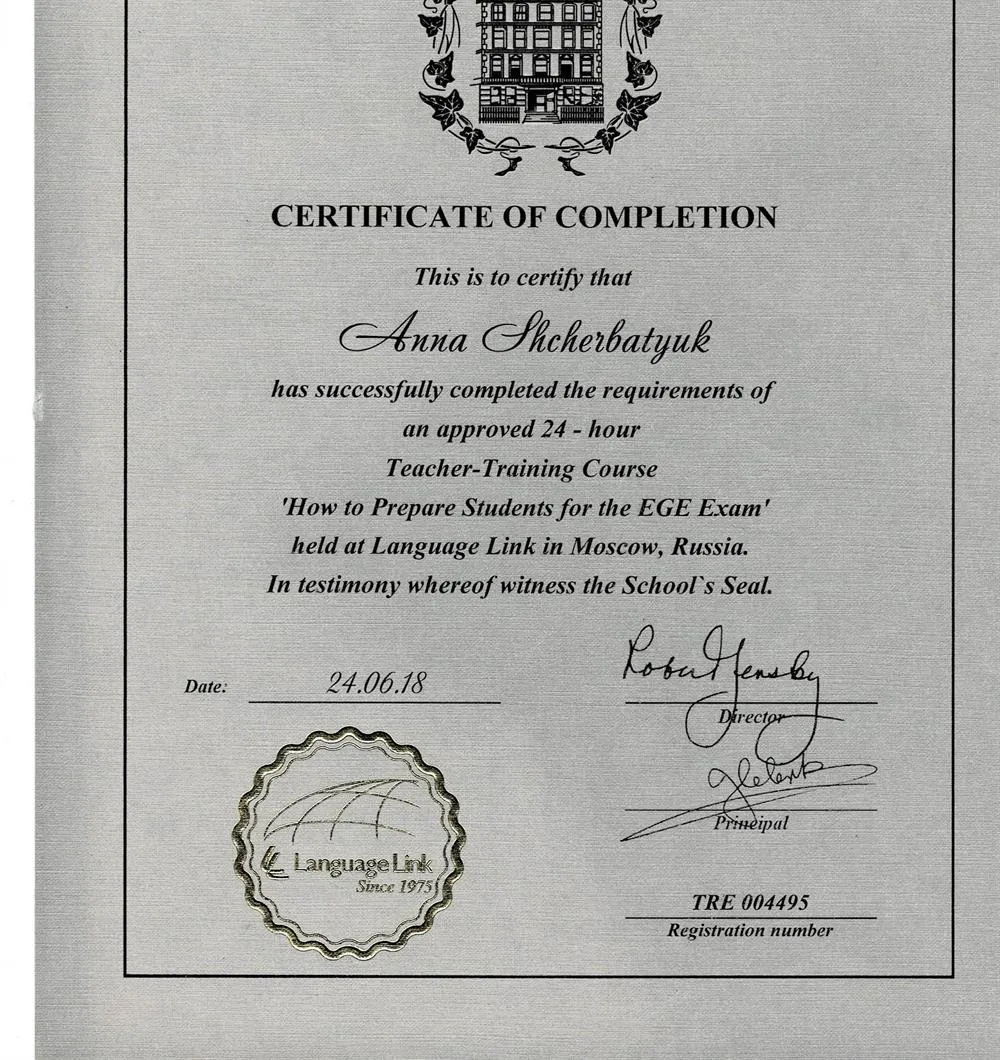 CERTIFICATE OF COMPLETION
This is to certify that
Anna Shcherbatyuk
has successfully completed the requirements of
an approved 24 - hour
Teacher-Training Course
'How to Prepare Students for the EGE Exam'
held at Language Link in Moscow, Russia.
In testimony whereof witness the School`s Seal.
Date: 24.06.18
Director
Principal
Language Link
Since 1975
TRE 004495
Registration number